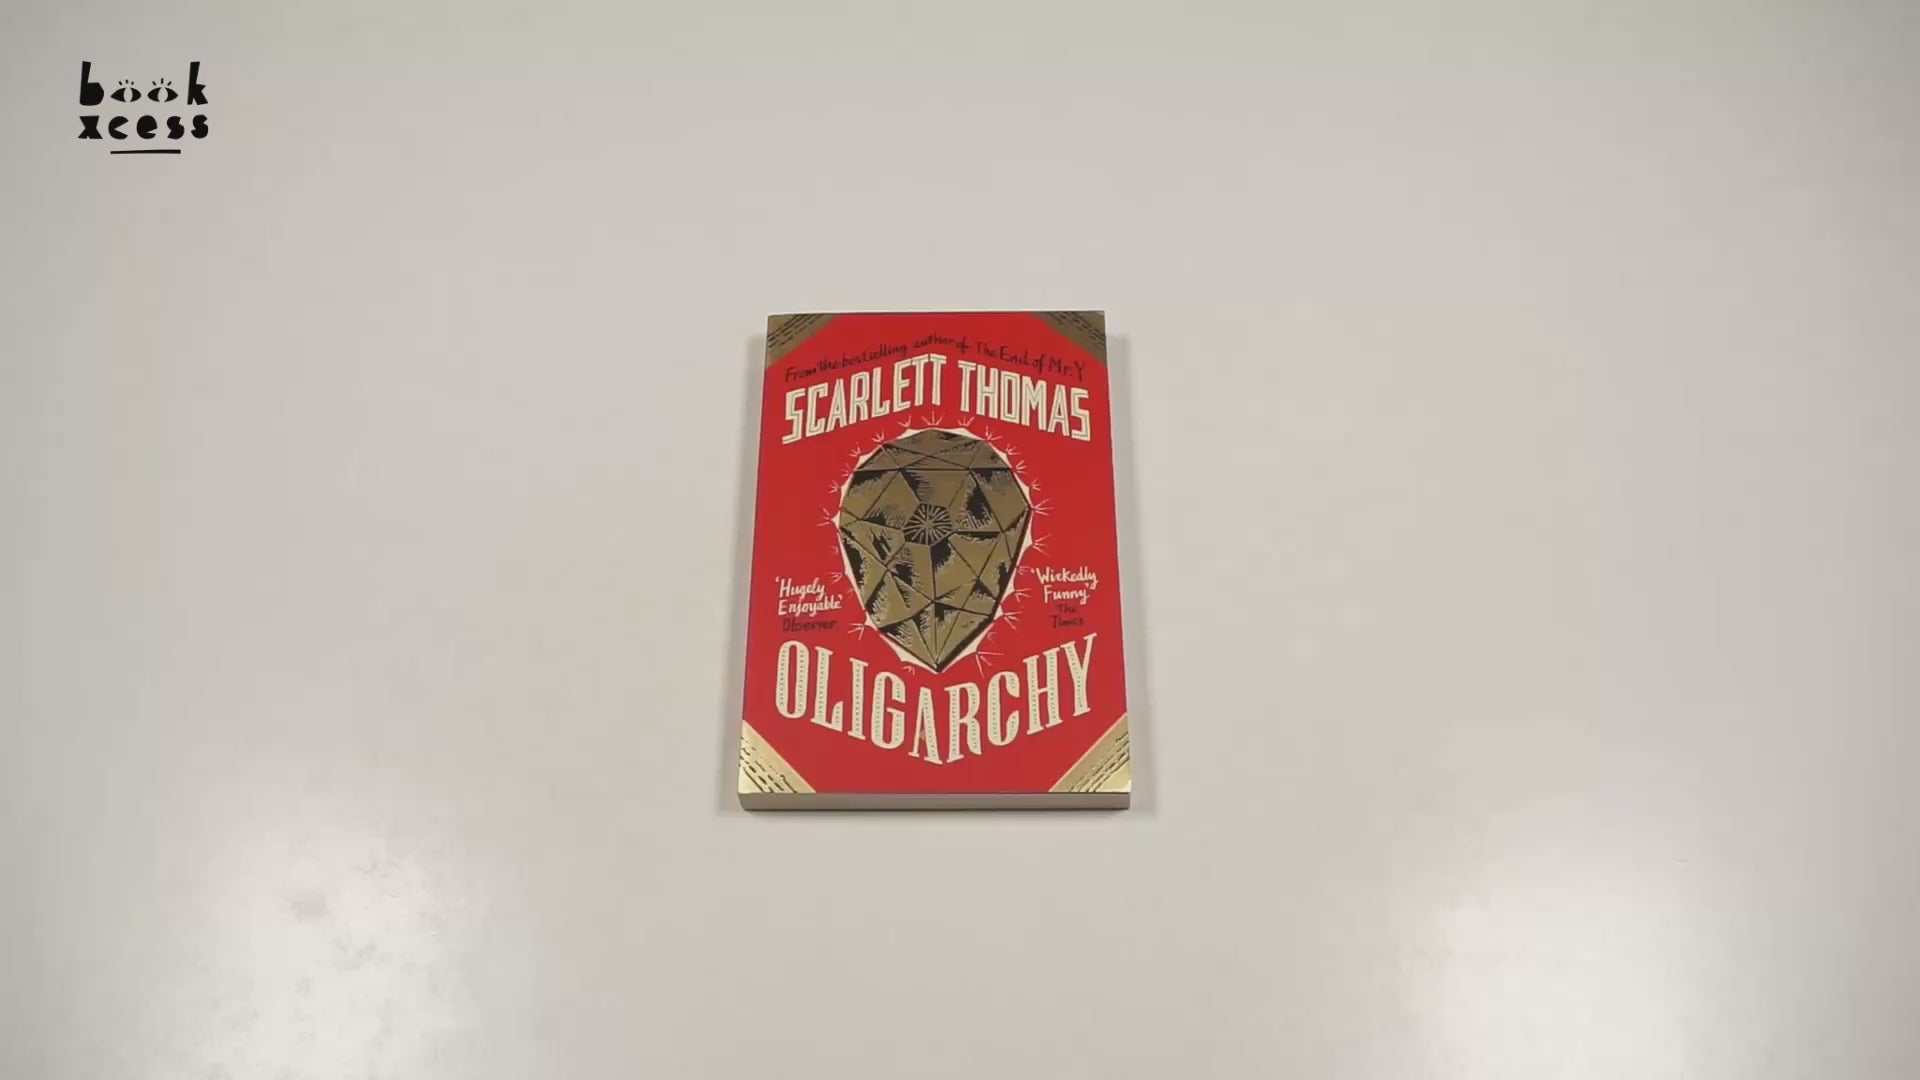 book
xcess
From the bestselling author of The End of Mr. Y
SCARLETT THOMAS
'Hugely
Enjoyable'
Observer
'Wickedly
Funny'
The
Times
OLIGARCHY